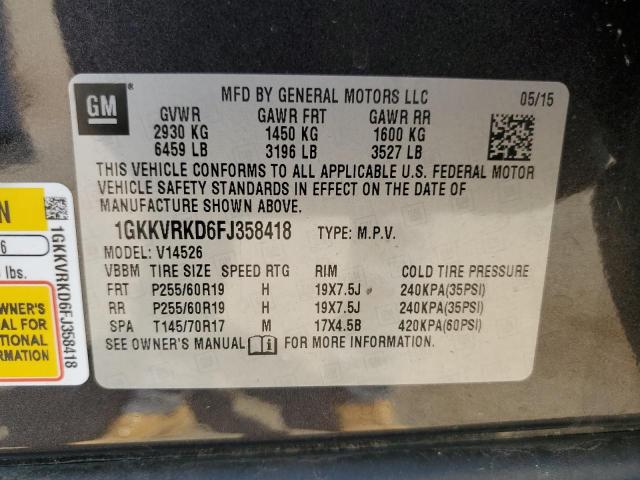 GM
MFD BY GENERAL MOTORS LLC 05/15
GVWR GAWR FRT GAWR RR
2930 KG 1450 KG 1600 KG
6459 LB 3196 LB 3527 LB
THIS VEHICLE CONFORMS TO ALL APPLICABLE U.S. FEDERAL MOTOR
VEHICLE SAFETY STANDARDS IN EFFECT ON THE DATE OF
MANUFACTURE SHOWN ABOVE.
1GKKVRKD6FJ358418 TYPE: M.P.V.
MODEL: V14526
VBBM TIRE SIZE SPEED RTG RIM COLD TIRE PRESSURE
FRT P255/60R19 H 19X7.5J 240KPA(35PSI)
RR P255/60R19 H 19X7.5J 240KPA(35PSI)
SPA T145/70R17 M 17X4.5B 420KPA(60PSI)
SEE OWNER'S MANUAL FOR MORE INFORMATION.
N
6
lbs.
OWNER'S
AL FOR
TIONAL
1GKKVRKD6FJ358418